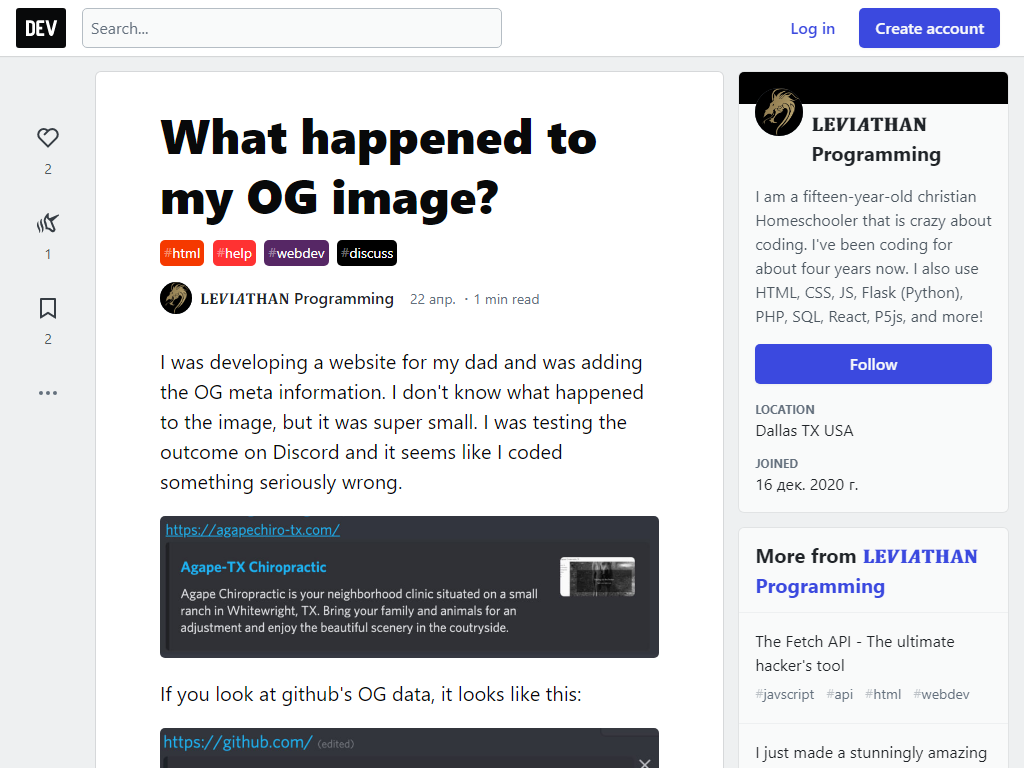 DEV
Search...
Log in
Create account
What happened to
my OG image?
#html #help #webdev #discuss
LEVIATHAN Programming 22 апр. · 1 min read
2
1
2
I was developing a website for my dad and was adding
the OG meta information. I don't know what happened
to the image, but it was super small. I was testing the
outcome on Discord and it seems like I coded
something seriously wrong.
https://agapechiro-tx.com/
Agape-TX Chiropractic
Agape Chiropractic is your neighborhood clinic situated on a small
ranch in Whitewright, TX. Bring your family and animals for an
adjustment and enjoy the beautiful scenery in the coutryside.
If you look at github's OG data, it looks like this:
https://github.com/ (edited)
LEVIATHAN
Programming
I am a fifteen-year-old christian
Homeschooler that is crazy about
coding. I've been coding for
about four years now. I also use
HTML, CSS, JS, Flask (Python),
PHP, SQL, React, P5js, and more!
Follow
LOCATION
Dallas TX USA
JOINED
16 дек. 2020 г.
More from LEVIATHAN
Programming
The Fetch API - The ultimate
hacker's tool
#javscript #api #html #webdev
I just made a stunningly amazing